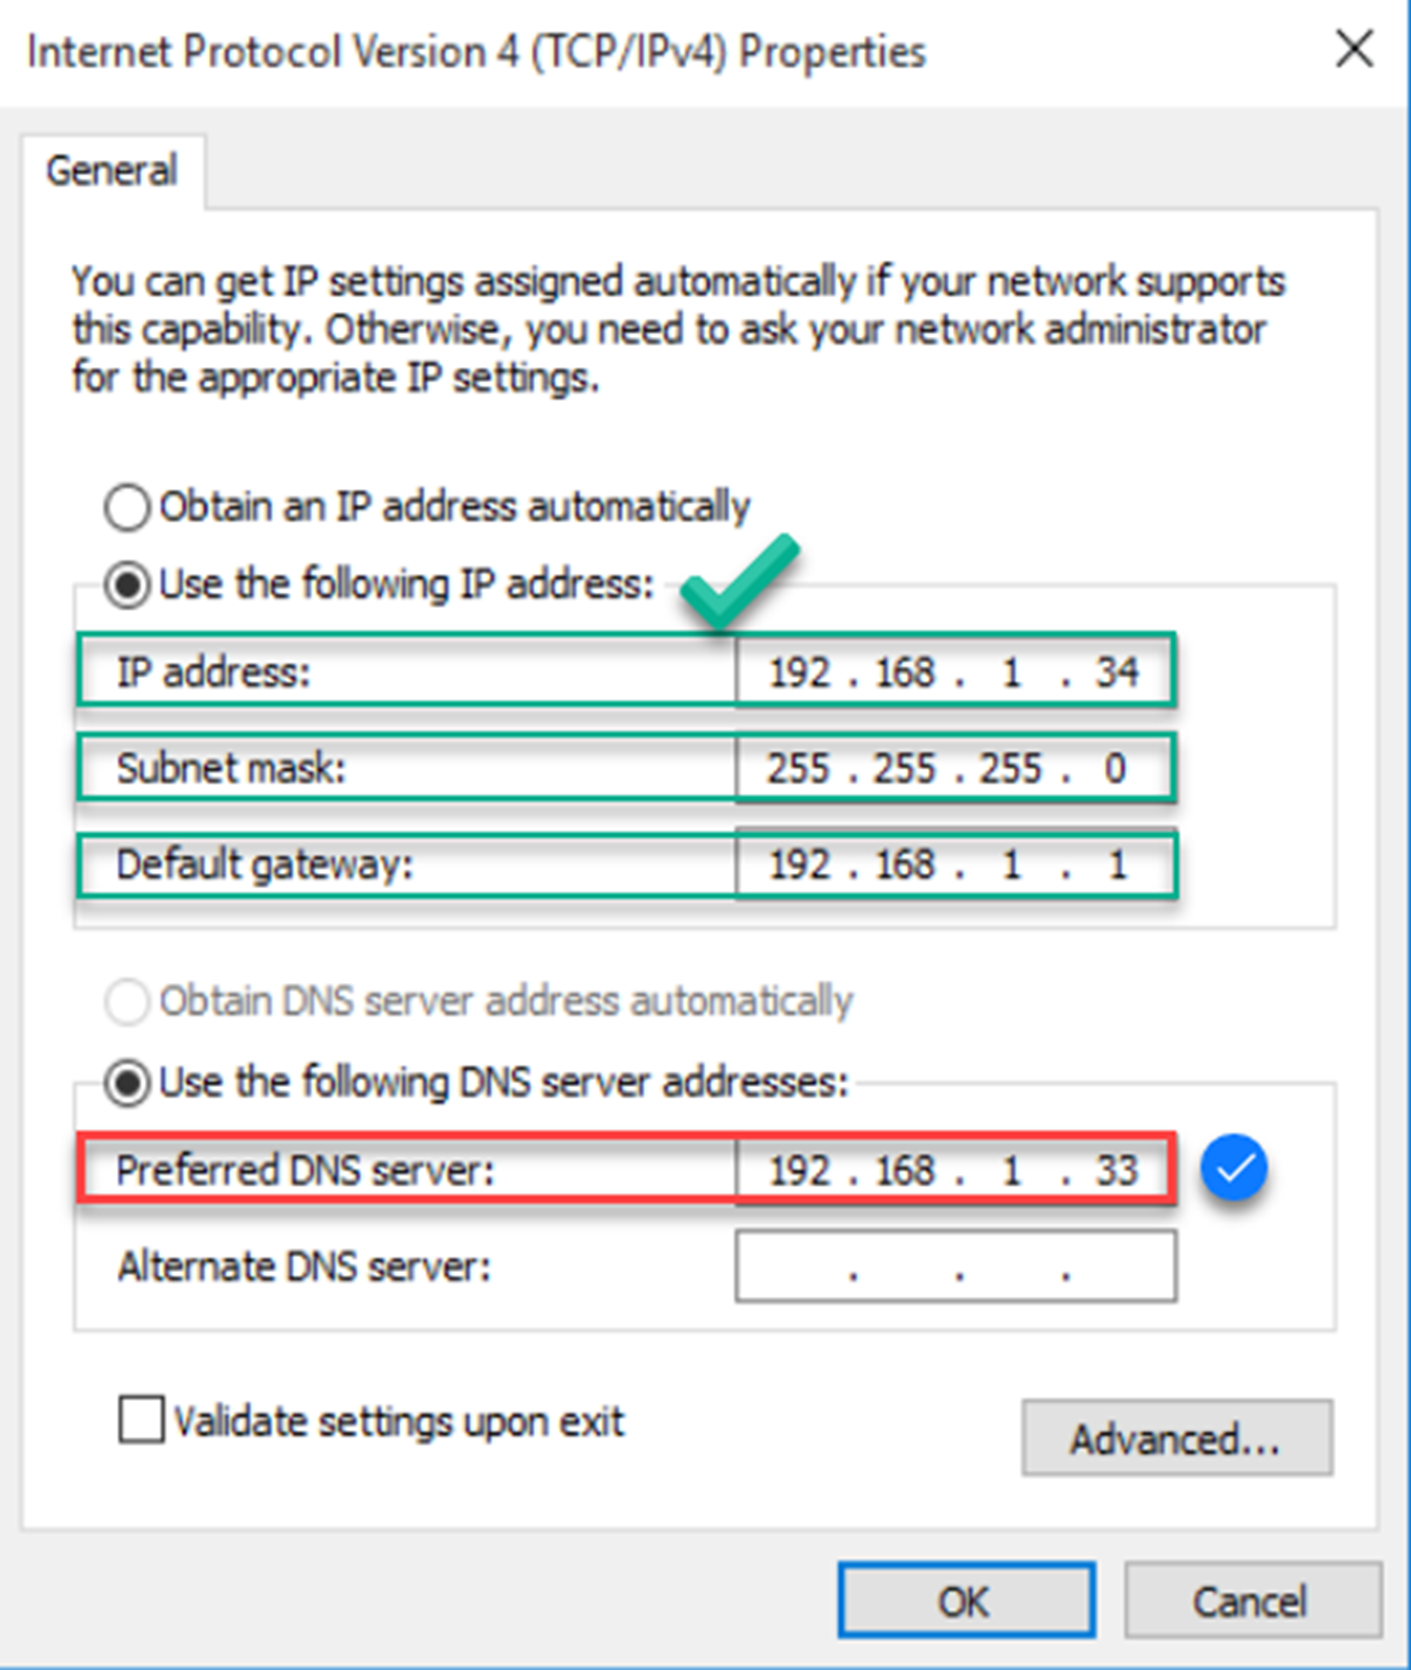 Internet Protocol Version 4 (TCP/IPv4) Properties
General
You can get IP settings assigned automatically if your network supports
this capability. Otherwise, you need to ask your network administrator
for the appropriate IP settings.
Obtain an IP address automatically
Use the following IP address:
IP address: 192 . 168 . 1 . 34
Subnet mask: 255 . 255 . 255 . 0
Default gateway: 192 . 168 . 1 . 1
Obtain DNS server address automatically
Use the following DNS server addresses:
Preferred DNS server: 192 . 168 . 1 . 33
Alternate DNS server: . . .
Validate settings upon exit
Advanced...
OK Cancel